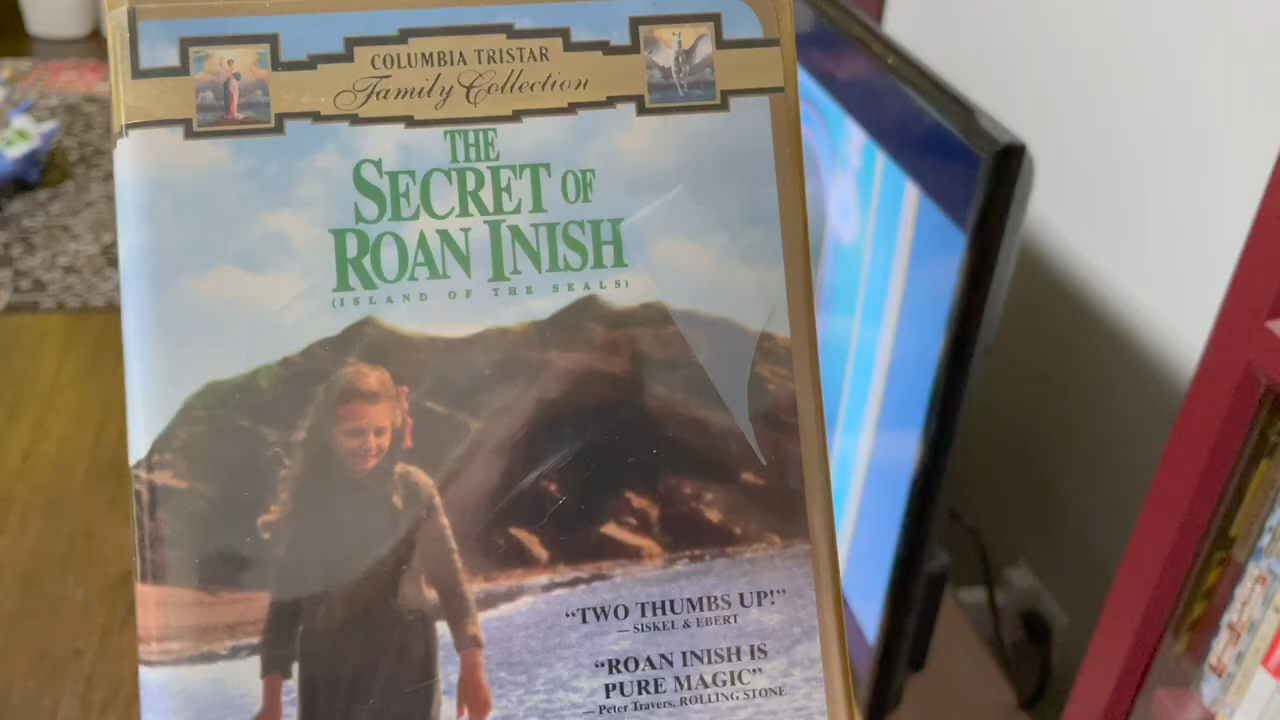 COLUMBIA TRISTAR
Family Collection
THE
SECRET OF
ROAN INISH
(ISLAND OF THE SEALS)
"TWO THUMBS UP!"
— SISKEL & EBERT
"ROAN INISH IS
PURE MAGIC"
— Peter Travers, ROLLING STONE